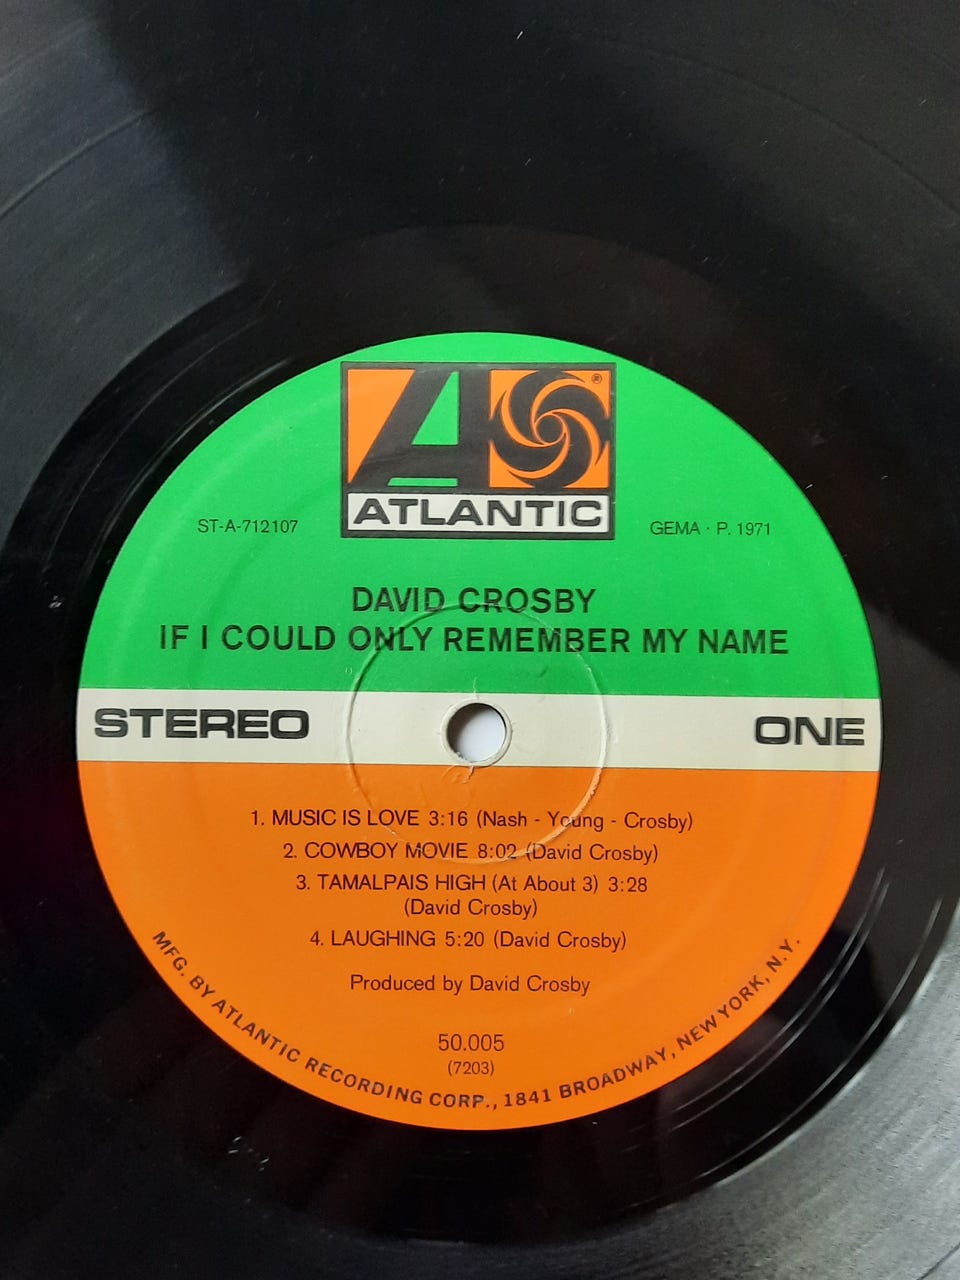 ®
ATLANTIC
ST-A-712107
GEMA · P. 1971
DAVID CROSBY
IF I COULD ONLY REMEMBER MY NAME
STEREO
ONE
1. MUSIC IS LOVE 3:16 (Nash - Young - Crosby)
2. COWBOY MOVIE 8:02 (David Crosby)
3. TAMALPAIS HIGH (At About 3) 3:28
(David Crosby)
4. LAUGHING 5:20 (David Crosby)
Produced by David Crosby
50.005
(7203)
MFG. BY ATLANTIC RECORDING CORP., 1841 BROADWAY, NEW YORK, N.Y.